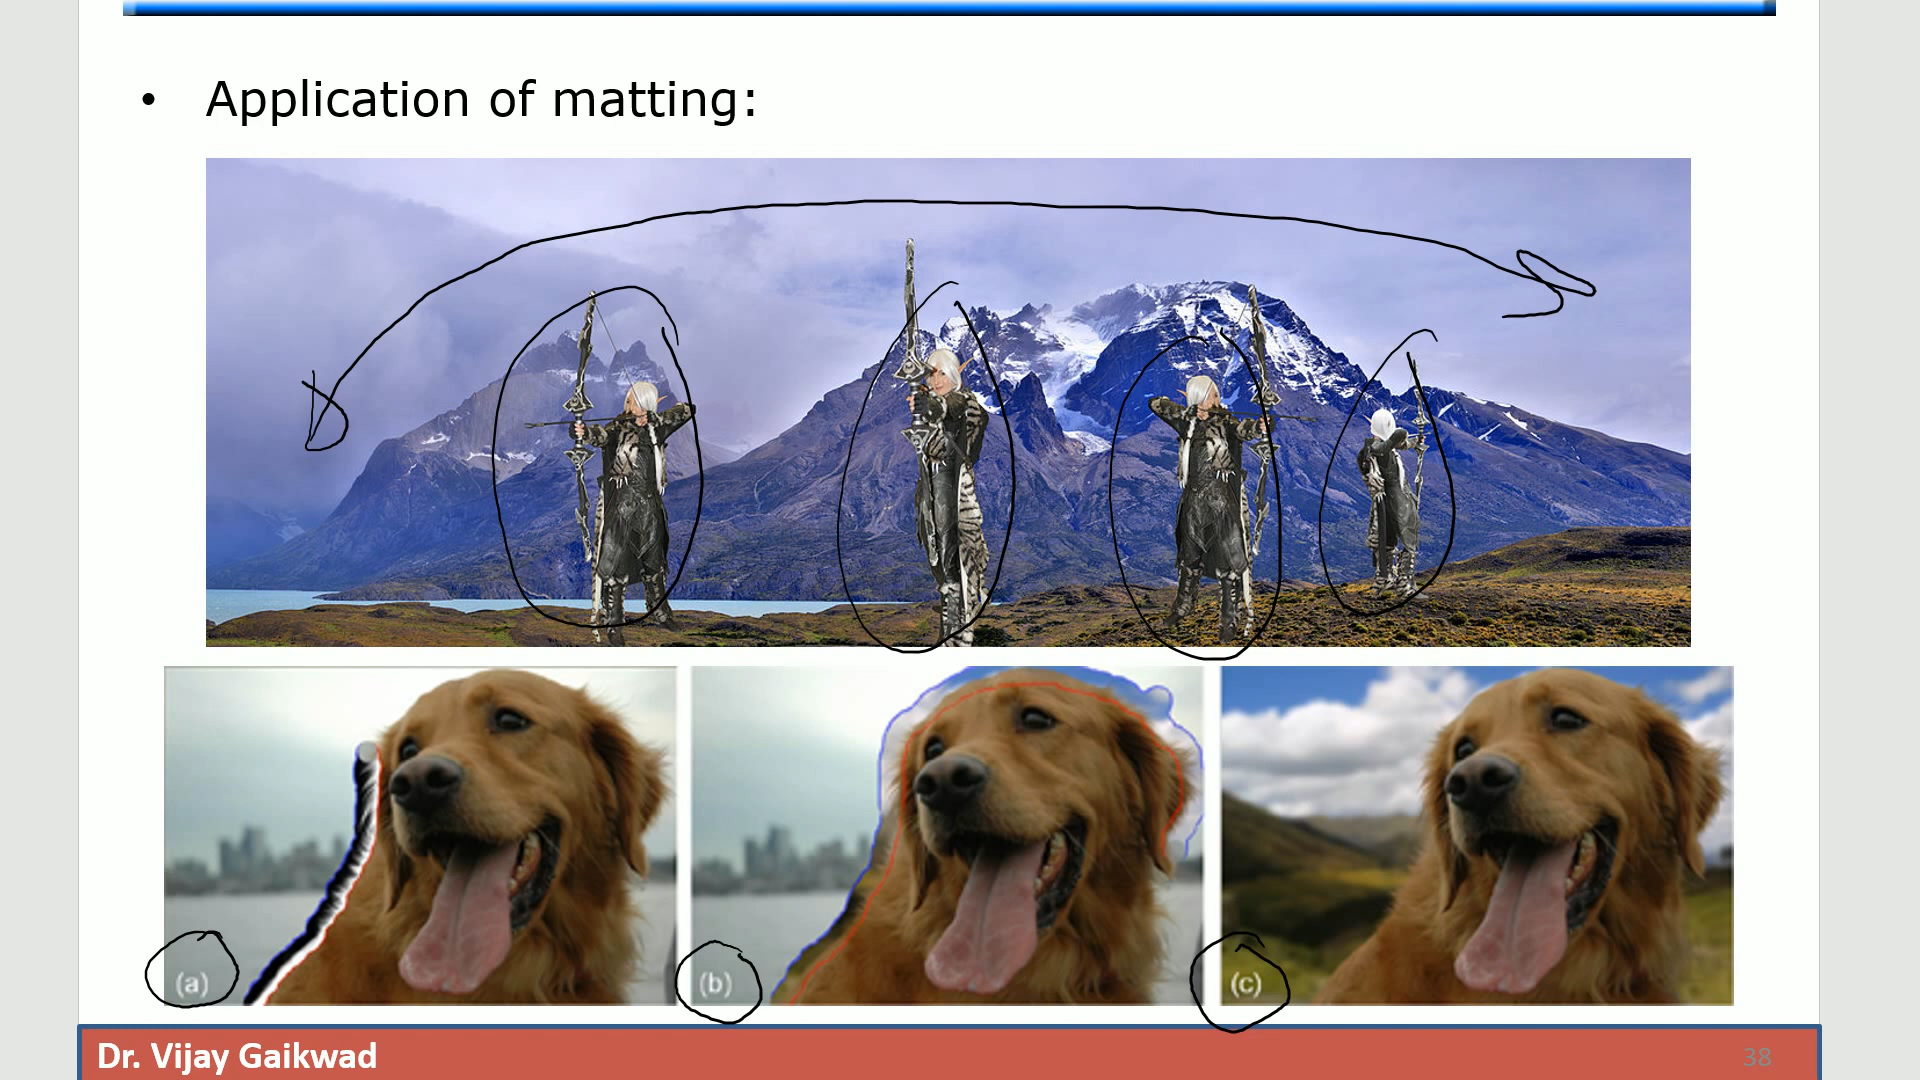 • Application of matting:
(a) (b) (c)
Dr. Vijay Gaikwad 38